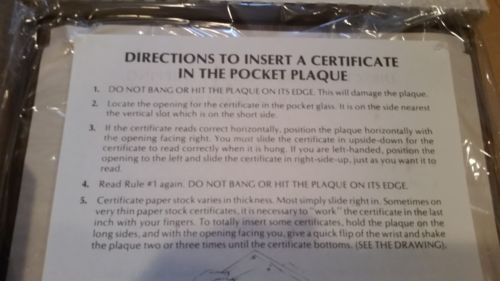 DIRECTIONS TO INSERT A CERTIFICATE
IN THE POCKET PLAQUE
1. DO NOT BANG OR HIT THE PLAQUE ON ITS EDGE. This will damage the plaque.
2. Locate the opening for the certificate in the pocket glass. It is on the side nearest
the vertical slot which is on the short side.
3. If the certificate reads correct horizontally, position the plaque horizontally with
the opening facing right. You must slide the certificate in upside-down for the
certificate to read correctly when it is hung. If you are left-handed, position the
opening to the left and slide the certificate in right-side-up, just as you want it to
read.
4. Read Rule #1 again. DO NOT BANG OR HIT THE PLAQUE ON ITS EDGE.
5. Certificate paper stock varies in thickness. Most simply slide right in. Sometimes on
very thin paper stock certificates, it is necessary to "work" the certificate in the last
inch with your fingers. To totally insert some certificates, hold the plaque on the
long sides, and with the opening facing you, give a quick flip of the wrist and shake
the plaque two or three times until the certificate bottoms. (SEE THE DRAWING).